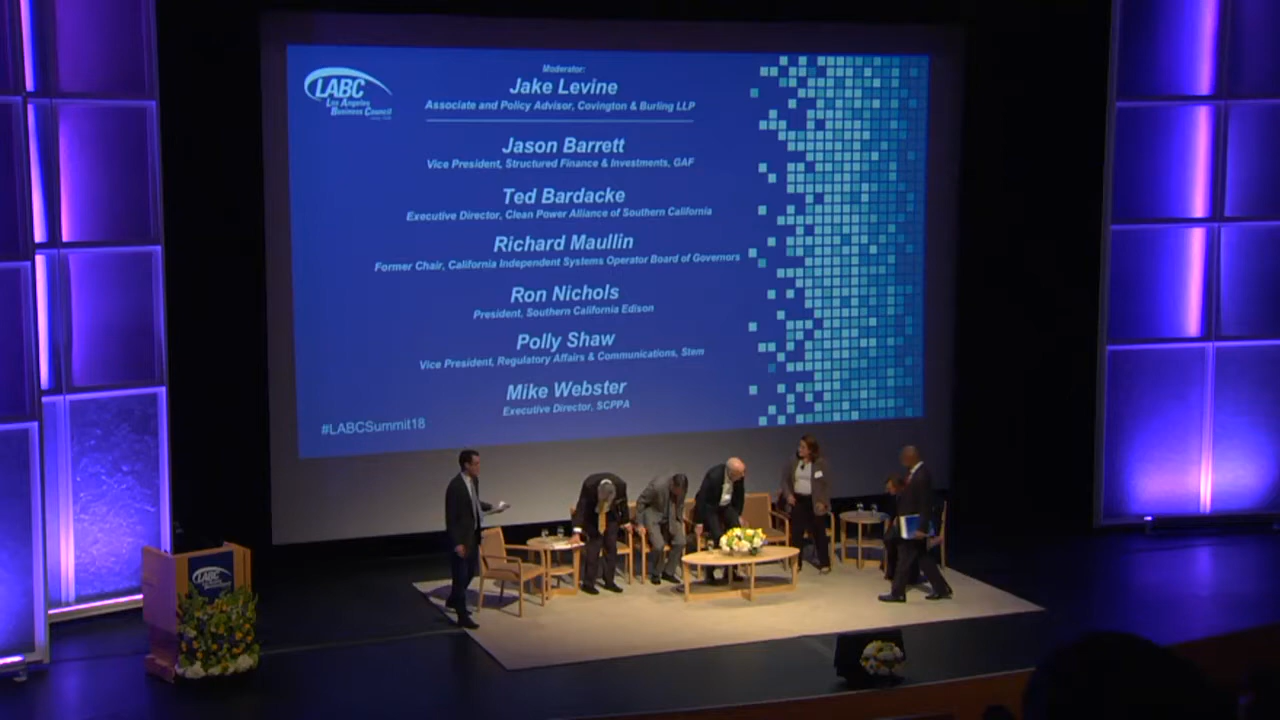 LABC
Los Angeles
Business Council
Moderator:
Jake Levine
Associate and Policy Advisor, Covington & Burling LLP
Jason Barrett
Vice President, Structured Finance & Investments, GAF
Ted Bardacke
Executive Director, Clean Power Alliance of Southern California
Richard Maullin
Former Chair, California Independent Systems Operator Board of Governors
Ron Nichols
President, Southern California Edison
Polly Shaw
Vice President, Regulatory Affairs & Communications, Stem
Mike Webster
Executive Director, SCPPA
#LABCSummit18
LABC